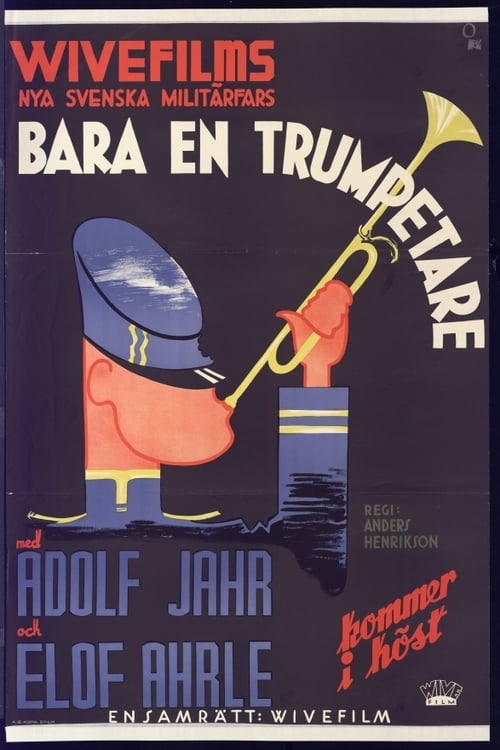 WIVEFILMS
NYA SVENSKA MILITÄRFARS
BARA EN TRUMPETARE
REGI:
ANDERS
HENRIKSON
med
ADOLF JAHR
och
ELOF AHRLE
kommer
i höst
WIVE
FILM
ENSAMRÄTT: WIVEFILM